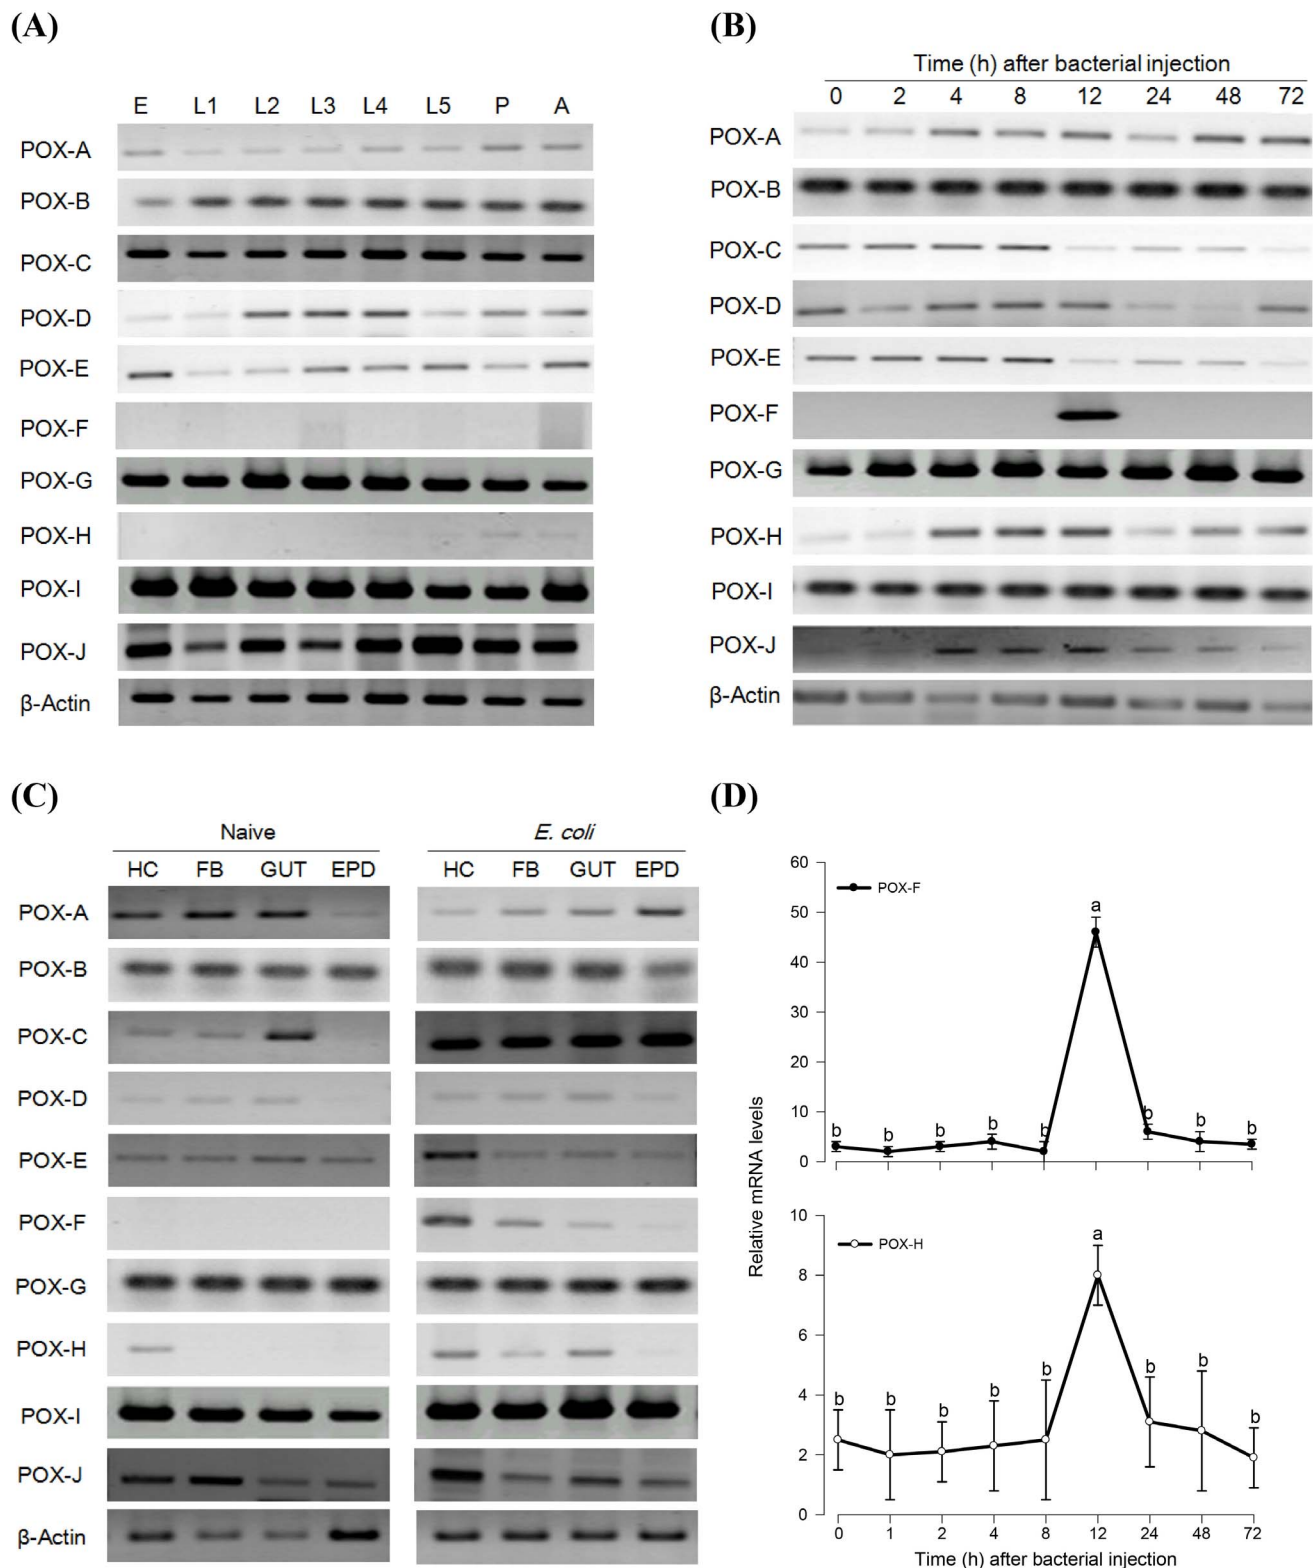 (A)
E L1 L2 L3 L4 L5 P A
POX-A
POX-B
POX-C
POX-D
POX-E
POX-F
POX-G
POX-H
POX-I
POX-J
β-Actin
(B)
Time (h) after bacterial injection
0 2 4 8 12 24 48 72
POX-A
POX-B
POX-C
POX-D
POX-E
POX-F
POX-G
POX-H
POX-I
POX-J
β-Actin
(C)
Naive E. coli
HC FB GUT EPD HC FB GUT EPD
POX-A
POX-B
POX-C
POX-D
POX-E
POX-F
POX-G
POX-H
POX-I
POX-J
β-Actin
(D)
Relative mRNA levels
60
50
40
30
20
10
0
POX-F
a
b b b b b b b b
10
8
6
4
2
0
POX-H
a
b b b b b b b b
0 1 2 4 8 12 24 48 72
Time (h) after bacterial injection